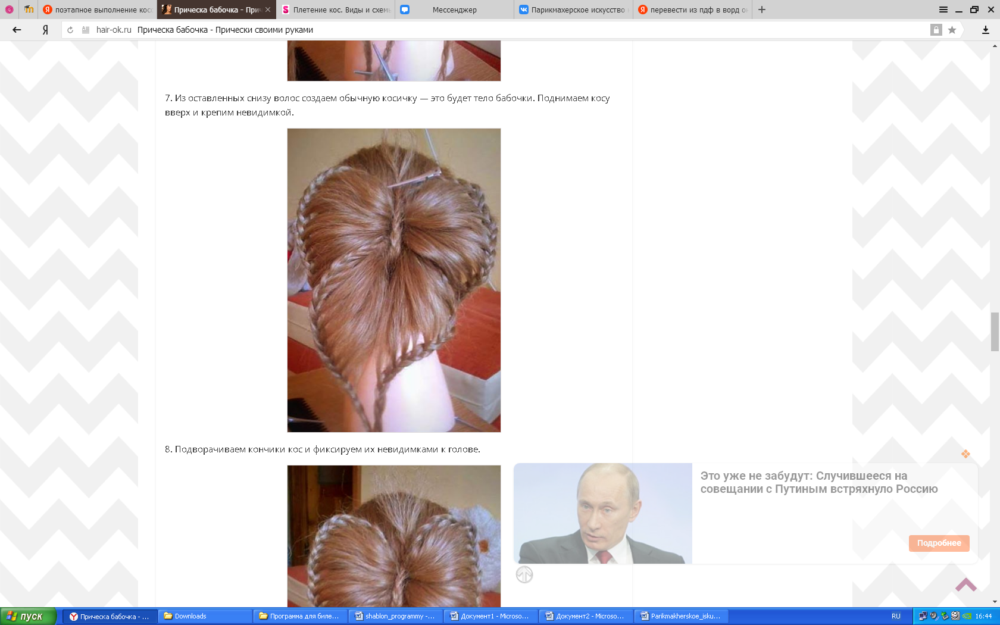 поэтапное выполнение кос
Прическа бабочка - При
Плетение кос. Виды и схем
Мессенджер
Парикмахерское искусство
перевести из пдф в ворд о
hair-ok.ru Прическа бабочка - Прически своими руками
7. Из оставленных снизу волос создаем обычную косичку — это будет тело бабочки. Поднимаем косу
вверх и крепим невидимкой.
8. Подворачиваем кончики кос и фиксируем их невидимками к голове.
Это уже не забудут: Случившееся на
совещании с Путиным встряхнуло Россию
Подробнее
пуск
Прическа бабочка - ...
Downloads
Программа для биле...
shablon_programmy -...
Документ1 - Microso...
Документ2 - Microso...
Parikmakherskoe_isku...
RU
16:44